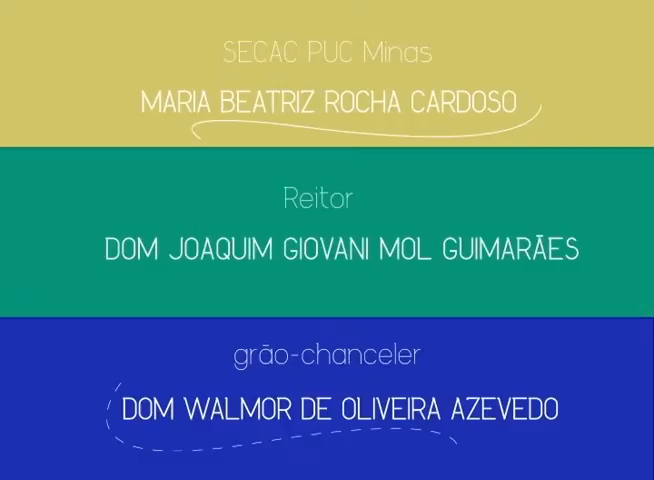 SECAC PUC Minas
MARIA BEATRIZ ROCHA CARDOSO
Reitor
DOM JOAQUIM GIOVANI MOL GUIMARÃES
grão-chanceler
DOM WALMOR DE OLIVEIRA AZEVEDO